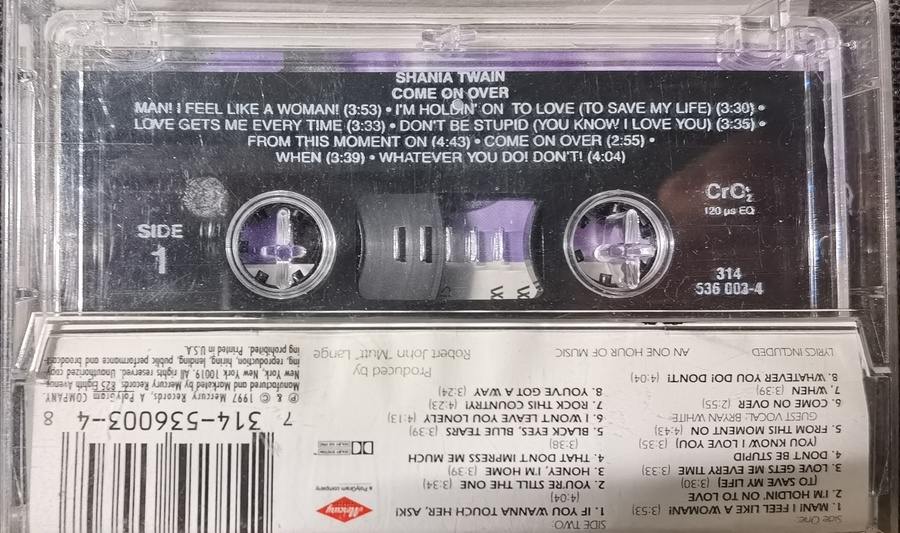 SHANIA TWAIN
COME ON OVER
MAN! I FEEL LIKE A WOMAN! (3:53) • I'M HOLDIN' ON TO LOVE (TO SAVE MY LIFE) (3:30) •
LOVE GETS ME EVERY TIME (3:33) • DON'T BE STUPID (YOU KNOW I LOVE YOU) (3:35) •
FROM THIS MOMENT ON (4:43) • COME ON OVER (2:55) •
WHEN (3:39) • WHATEVER YOU DO! DON'T! (4:04)
SIDE
1
CrO2
120 µs EQ
314
536 003-4
Side One:
1. MAN! I FEEL LIKE A WOMAN! (3:53)
2. I'M HOLDIN' ON TO LOVE
(TO SAVE MY LIFE) (3:30)
3. LOVE GETS ME EVERY TIME (3:33)
4. DON'T BE STUPID
(YOU KNOW I LOVE YOU) (3:35)
5. FROM THIS MOMENT ON (4:43)
GUEST VOCAL: BRYAN WHITE
6. COME ON OVER (2:55)
7. WHEN (3:39)
8. WHATEVER YOU DO! DON'T! (4:04)
LYRICS INCLUDED
AN ONE HOUR OF MUSIC
SIDE TWO:
1. IF YOU WANNA TOUCH HER, ASK!
(4:04)
2. YOU'RE STILL THE ONE (3:34)
3. HONEY, I'M HOME (3:39)
4. THAT DON'T IMPRESS ME MUCH
(3:38)
5. BLACK EYES, BLUE TEARS (3:39)
6. I WON'T LEAVE YOU LONELY (4:13)
7. ROCK THIS COUNTRY! (4:23)
8. YOU'VE GOT A WAY (3:24)
Produced by
Robert John "Mutt" Lange
Mercury
a PolyGram company
7 314-536003-4 8
℗ & © 1997 Mercury Records, A PolyGram COMPANY.
Manufactured and Marketed by Mercury Records, 825 Eighth Avenue,
New York, New York 10019. All rights reserved. Unauthorized copy-
ing, reproduction, hiring, lending, public performance and broadcast-
ing prohibited. Printed in U.S.A.